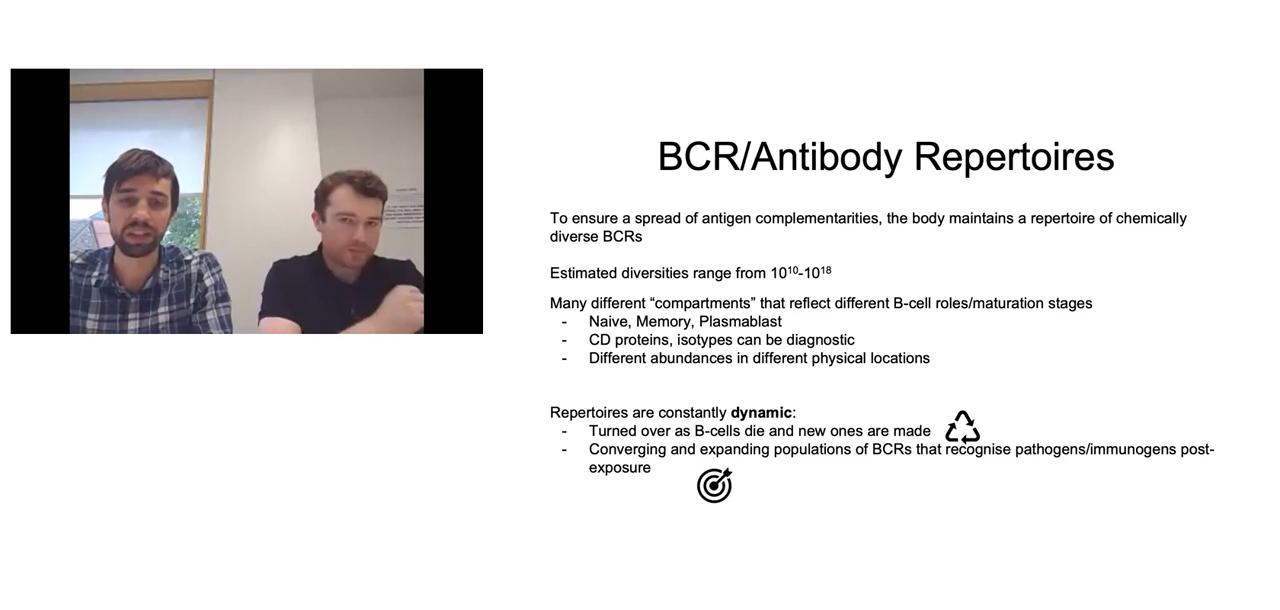 BCR/Antibody Repertoires
To ensure a spread of antigen complementarities, the body maintains a repertoire of chemically
diverse BCRs
Estimated diversities range from 10¹⁰-10¹⁸
Many different “compartments” that reflect different B-cell roles/maturation stages
- Naive, Memory, Plasmablast
- CD proteins, isotypes can be diagnostic
- Different abundances in different physical locations
Repertoires are constantly dynamic:
- Turned over as B-cells die and new ones are made
- Converging and expanding populations of BCRs that recognise pathogens/immunogens post-
exposure